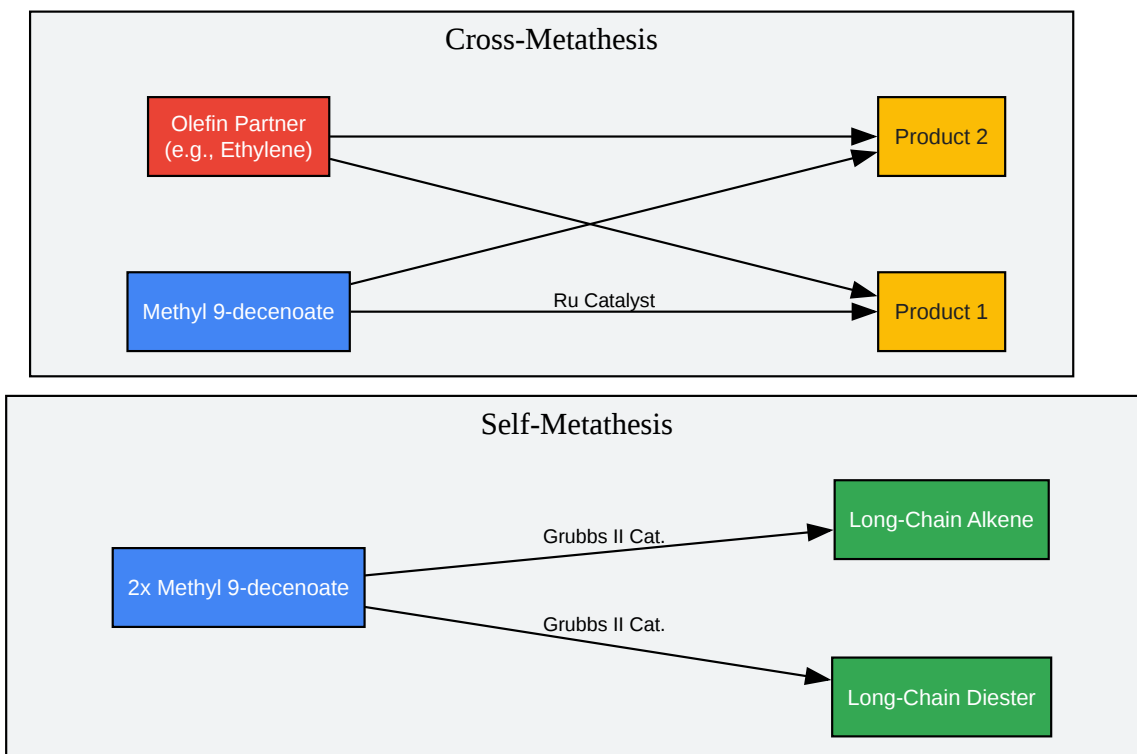 Cross-Metathesis
Olefin Partner
(e.g., Ethylene)
Product 2
Methyl 9-decenoate
Ru Catalyst
Product 1
Self-Metathesis
Long-Chain Alkene
Grubbs II Cat.
2x Methyl 9-decenoate
Grubbs II Cat.
Long-Chain Diester